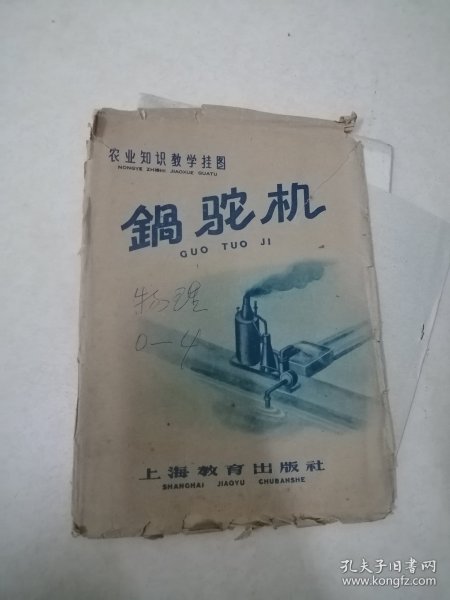 农业知识教学挂图
NONGYE ZHISHI JIAOXUE GUATU
鍋驼机
GUO TUO JI
物理
0-4
上海教育出版社
SHANGHAI JIAOYU CHUBANSHE
孔夫子旧书网
www.kongfz.com